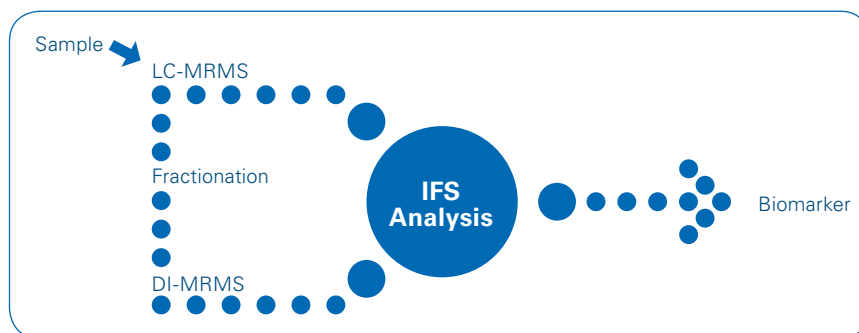 Sample
LC-MRMS
Fractionation
DI-MRMS
IFS
Analysis
Biomarker